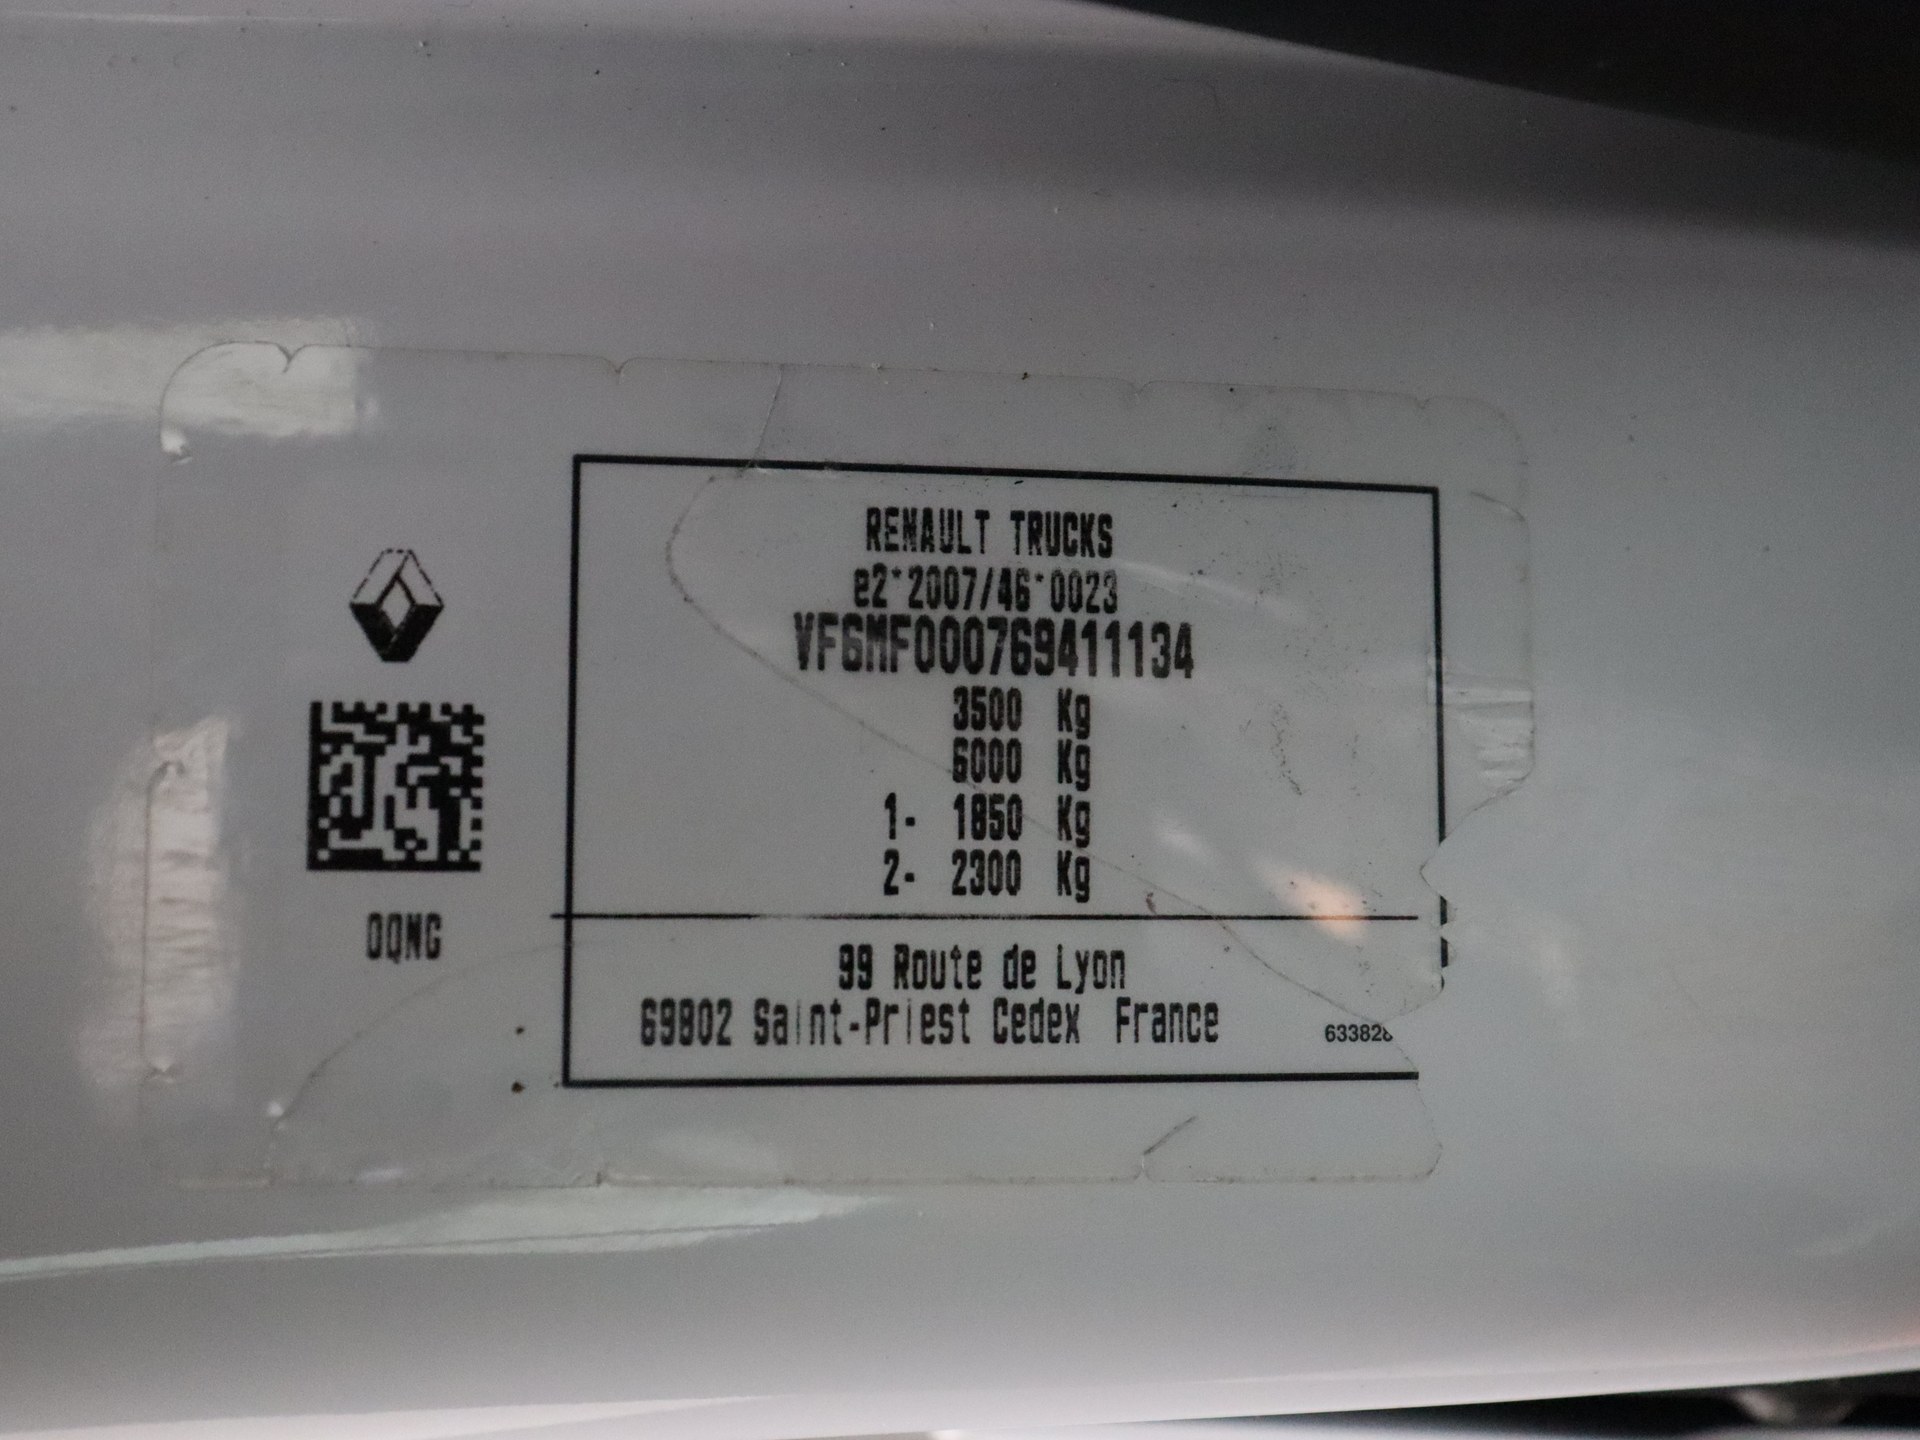 RENAULT TRUCKS
e2*2007/46*0023
VF6MF000769411134
3500 Kg
6000 Kg
1- 1850 Kg
2- 2300 Kg
0QNG
99 Route de Lyon
69802 Saint-Priest Cedex France